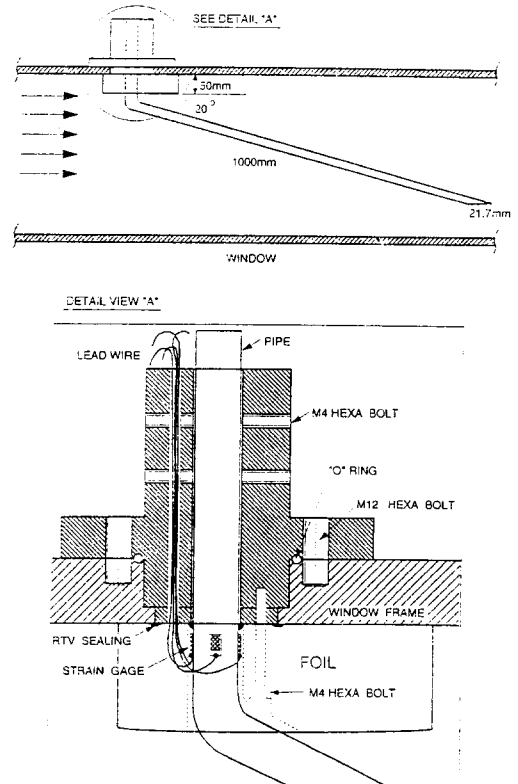 SEE DETAIL "A"
50mm
20°
1000mm
21.7mm
WINDOW
DETAIL VIEW "A"
LEAD WIRE
PIPE
M4 HEXA BOLT
"O" RING
M12 HEXA BOLT
WINDOW FRAME
RTV SEALING
STRAIN GAGE
FOIL
M4 HEXA BOLT